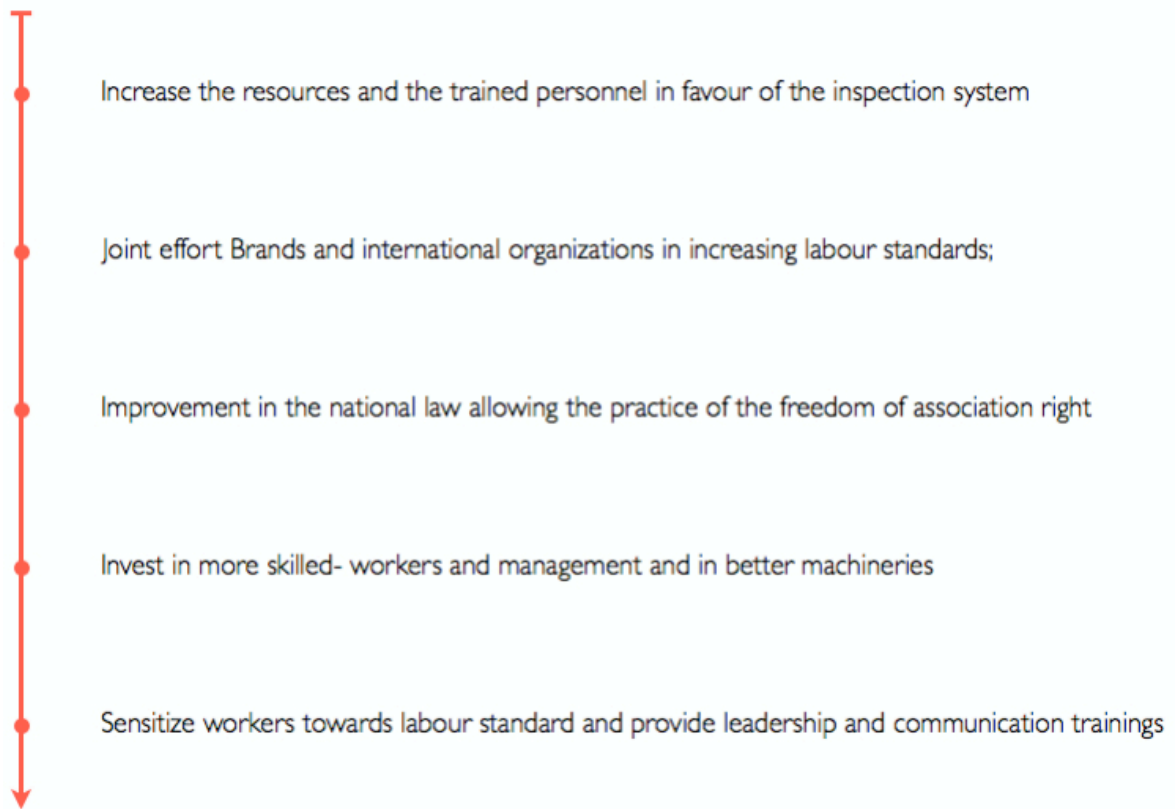 Increase the resources and the trained personnel in favour of the inspection system
Joint effort Brands and international organizations in increasing labour standards;
Improvement in the national law allowing the practice of the freedom of association right
Invest in more skilled- workers and management and in better machineries
Sensitize workers towards labour standard and provide leadership and communication trainings